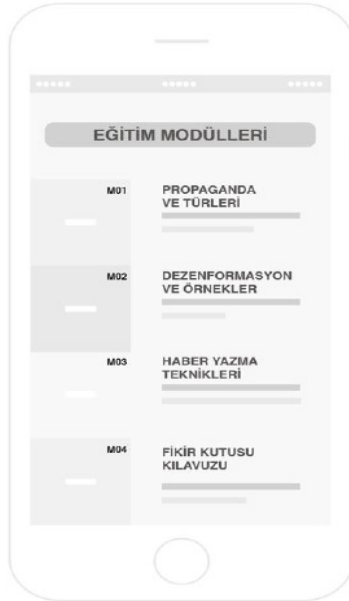 EĞİTİM MODÜLLERİ
M01
PROPAGANDA
VE TÜRLERİ
M02
DEZENFORMASYON
VE ÖRNEKLER
M03
HABER YAZMA
TEKNİKLERİ
M04
FİKİR KUTUSU
KILAVUZU